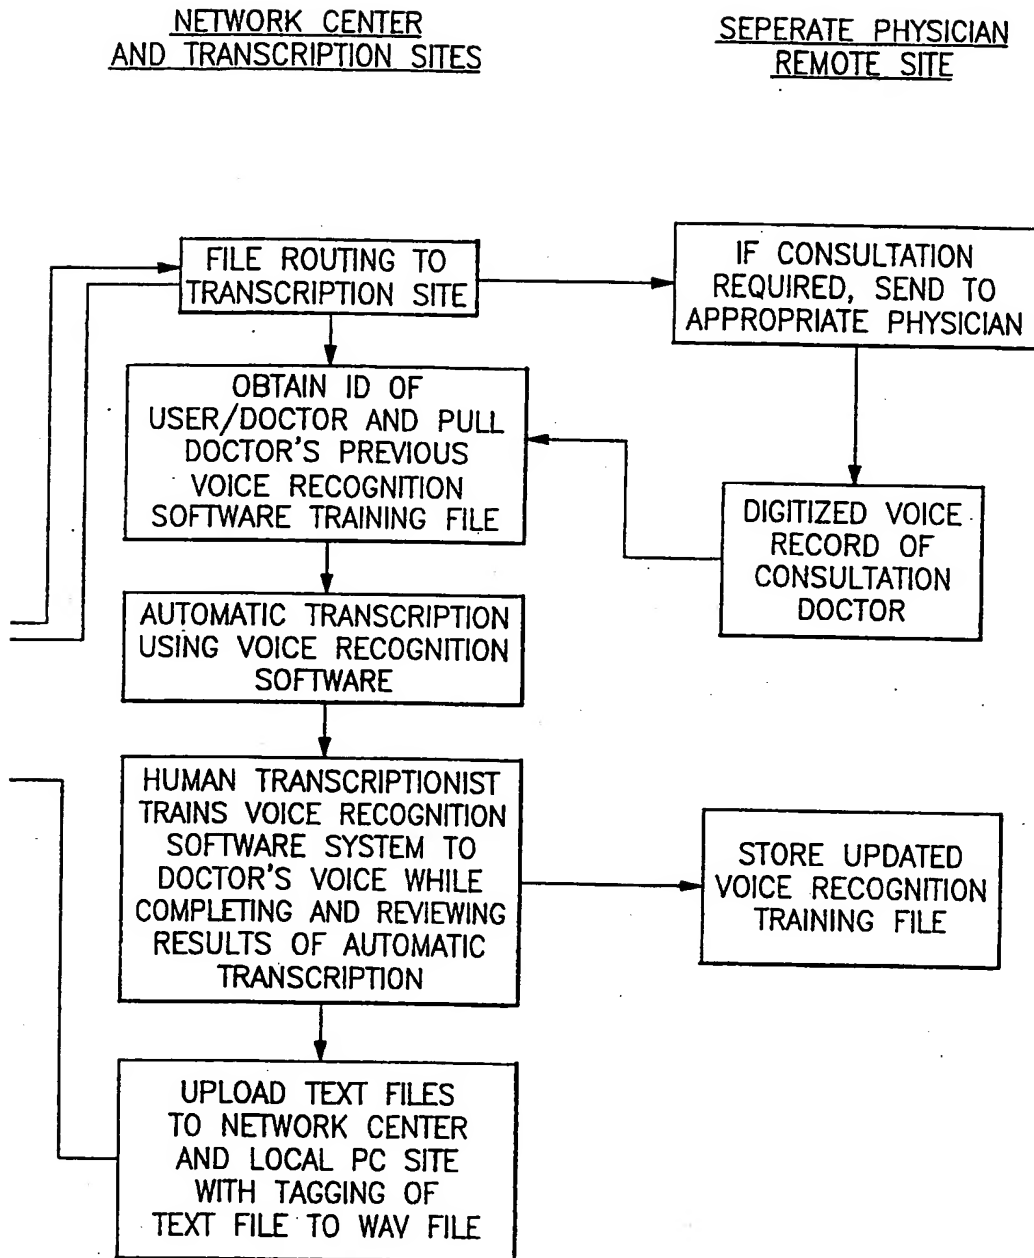 NETWORK CENTER
AND TRANSCRIPTION SITES
SEPERATE PHYSICIAN
REMOTE SITE
FILE ROUTING TO
TRANSCRIPTION SITE
IF CONSULTATION
REQUIRED, SEND TO
APPROPRIATE PHYSICIAN
OBTAIN ID OF
USER/DOCTOR AND PULL
DOCTOR'S PREVIOUS
VOICE RECOGNITION
SOFTWARE TRAINING FILE
DIGITIZED VOICE
RECORD OF
CONSULTATION
DOCTOR
AUTOMATIC TRANSCRIPTION
USING VOICE RECOGNITION
SOFTWARE
HUMAN TRANSCRIPTIONIST
TRAINS VOICE RECOGNITION
SOFTWARE SYSTEM TO
DOCTOR'S VOICE WHILE
COMPLETING AND REVIEWING
RESULTS OF AUTOMATIC
TRANSCRIPTION
STORE UPDATED
VOICE RECOGNITION
TRAINING FILE
UPLOAD TEXT FILES
TO NETWORK CENTER
AND LOCAL PC SITE
WITH TAGGING OF
TEXT FILE TO WAV FILE